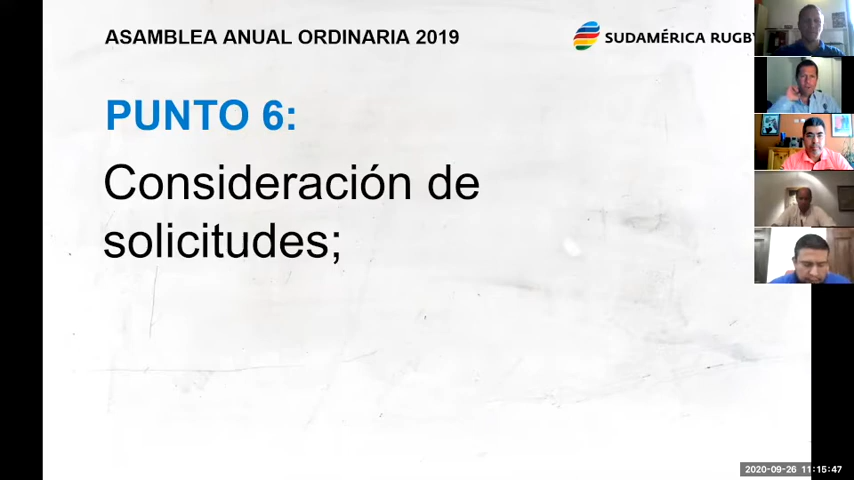 ASAMBLEA ANUAL ORDINARIA 2019
SUDAMÉRICA RUGBY
PUNTO 6:
Consideración de
solicitudes;
2020-09-26 11:15:47